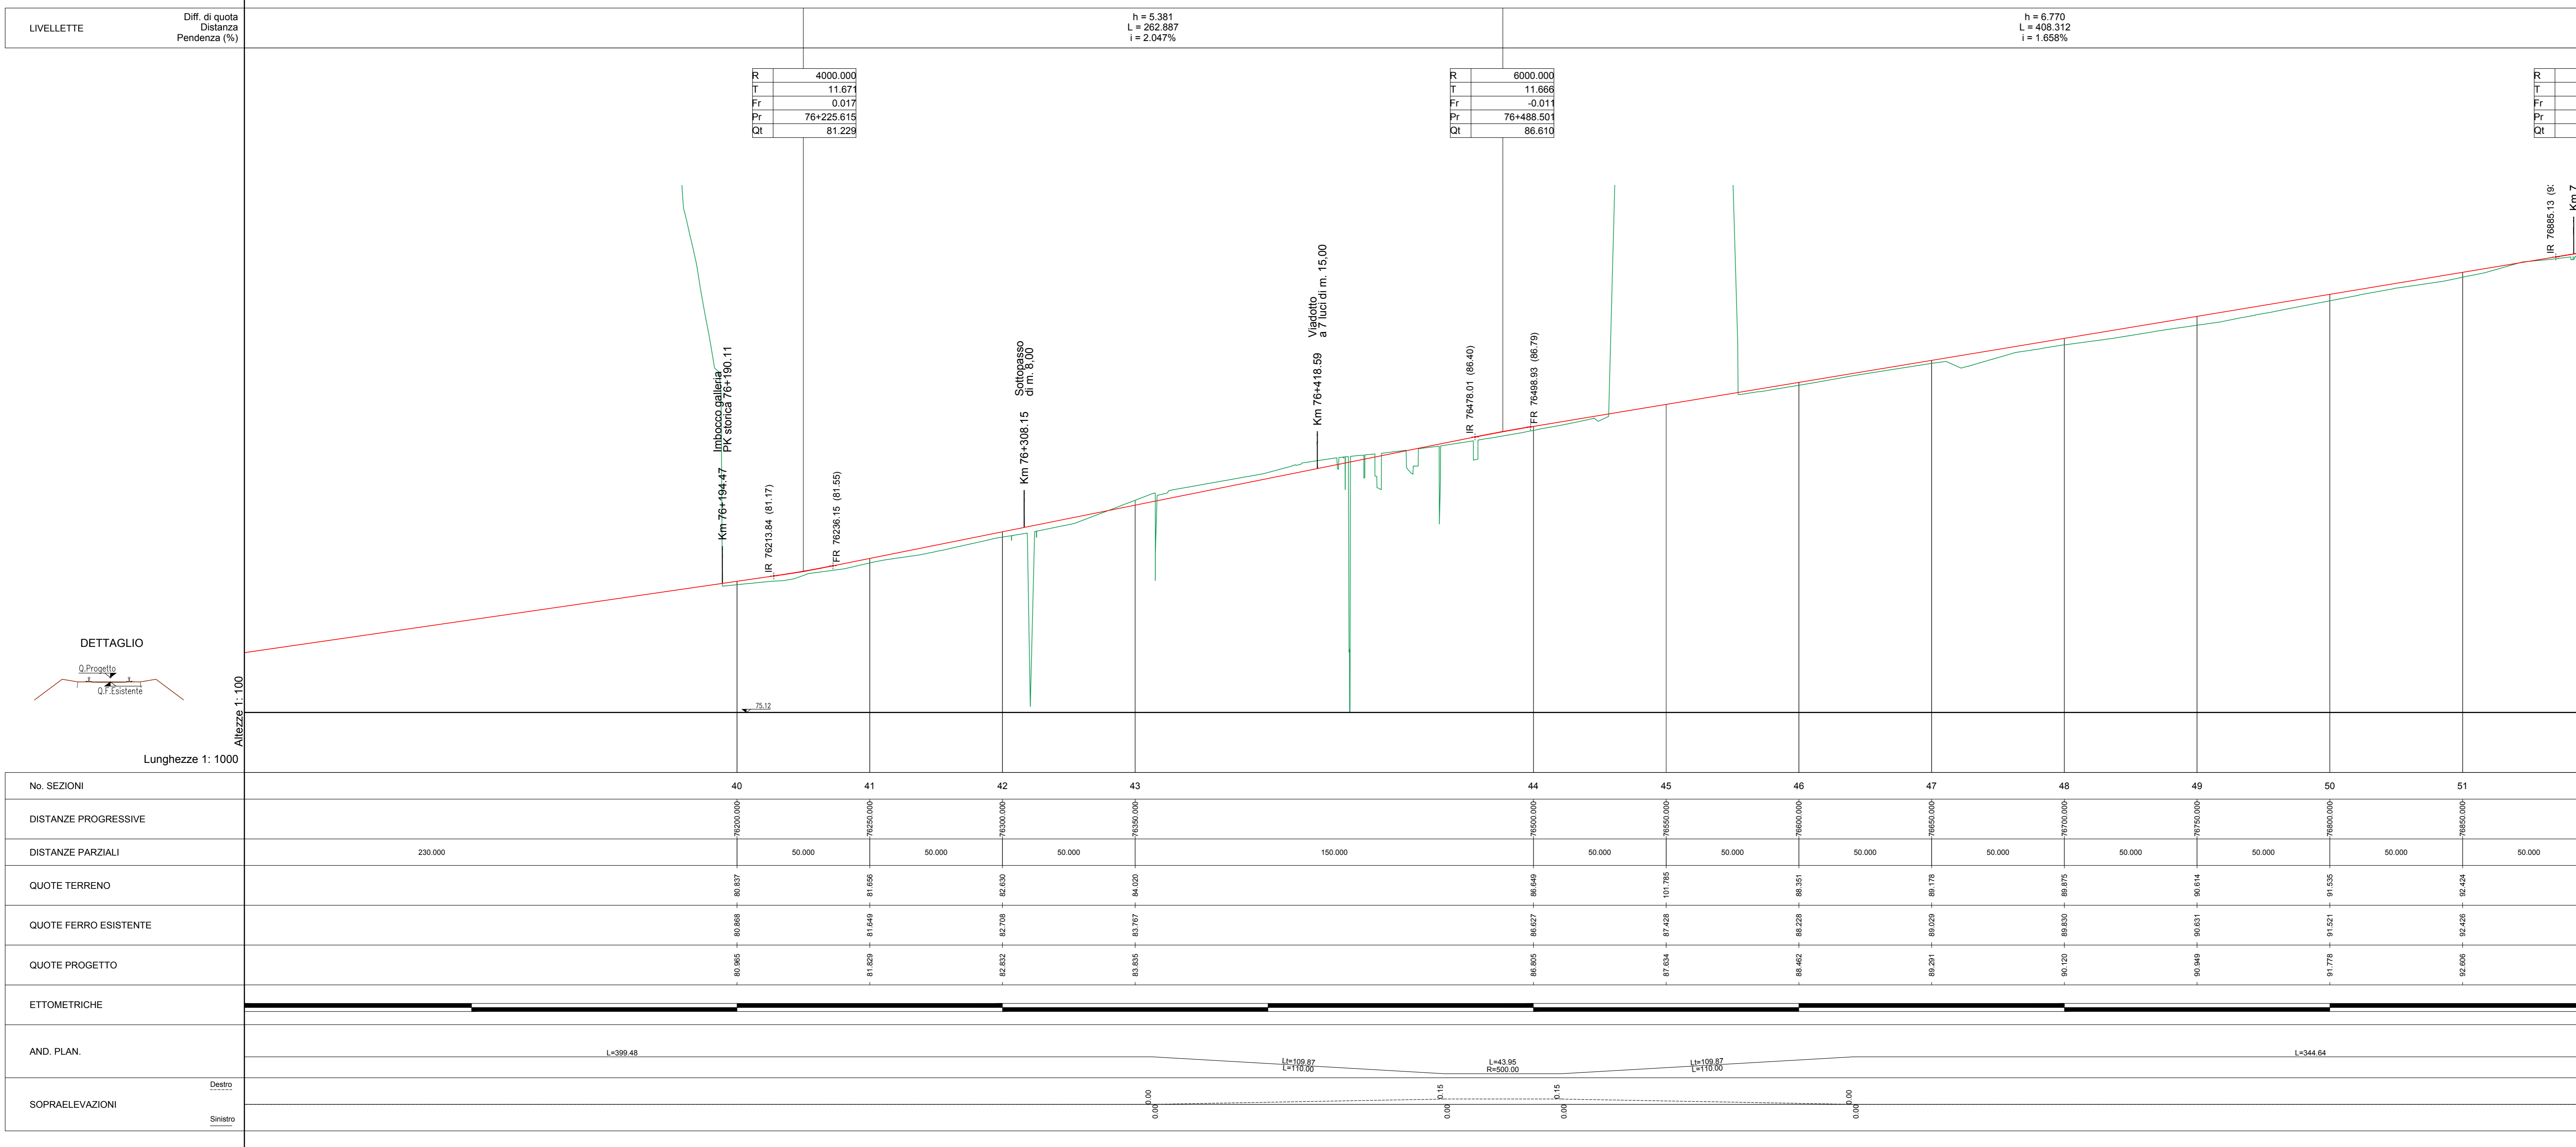 LIVELLETTE
Diff. di quota
Distanza
Pendenza (%)
h = 5.381
L = 262.887
i = 2.047%
h = 6.770
L = 408.312
i = 1.658%
R 4000.000
T 11.671
Fr 0.017
Pr 76+225.615
Qt 81.229
R 6000.000
T 11.666
Fr -0.011
Pr 76+488.501
Qt 86.610
R
T
Fr
Pr
Qt
Km 76+194.47
Imbocco galleria
PK storica 76+190.11
IR 76213.84 (81.17)
FR 76236.15 (81.55)
Km 76+308.15
Sottopasso
di m. 8,00
Km 76+418.59
Viadotto
a 7 luci di m. 15,00
IR 76478.01 (86.40)
FR 76498.93 (86.79)
IR 76885.13 (9
Km 7
DETTAGLIO
Q.Progetto
Q.F.Esistente
Altezze 1: 100
75.12
Lunghezze 1: 1000
No. SEZIONI 40 41 42 43 44 45 46 47 48 49 50 51
DISTANZE PROGRESSIVE 76200.000 76250.000 76300.000 76350.000 76500.000 76550.000 76600.000 76650.000 76700.000 76750.000 76800.000 76850.000
DISTANZE PARZIALI 230.000 50.000 50.000 50.000 150.000 50.000 50.000 50.000 50.000 50.000 50.000 50.000 50.000
QUOTE TERRENO 80.837 81.656 82.630 84.020 86.649 101.785 88.351 89.178 89.875 90.614 91.535 92.424
QUOTE FERRO ESISTENTE 80.868 81.649 82.708 83.767 86.627 87.428 88.228 89.029 89.830 90.631 91.521 92.426
QUOTE PROGETTO 80.965 81.829 82.832 83.835 86.805 87.634 88.462 89.291 90.120 90.949 91.778 92.606
ETTOMETRICHE
AND. PLAN.
L=399.48
Lt=109.87
L=110.00
L=43.95
R=500.00
Lt=109.87
L=110.00
L=344.64
SOPRAELEVAZIONI
Destro
Sinistro
0.00 0.15 0.15 0.00
0.00 0.00 0.00 0.00